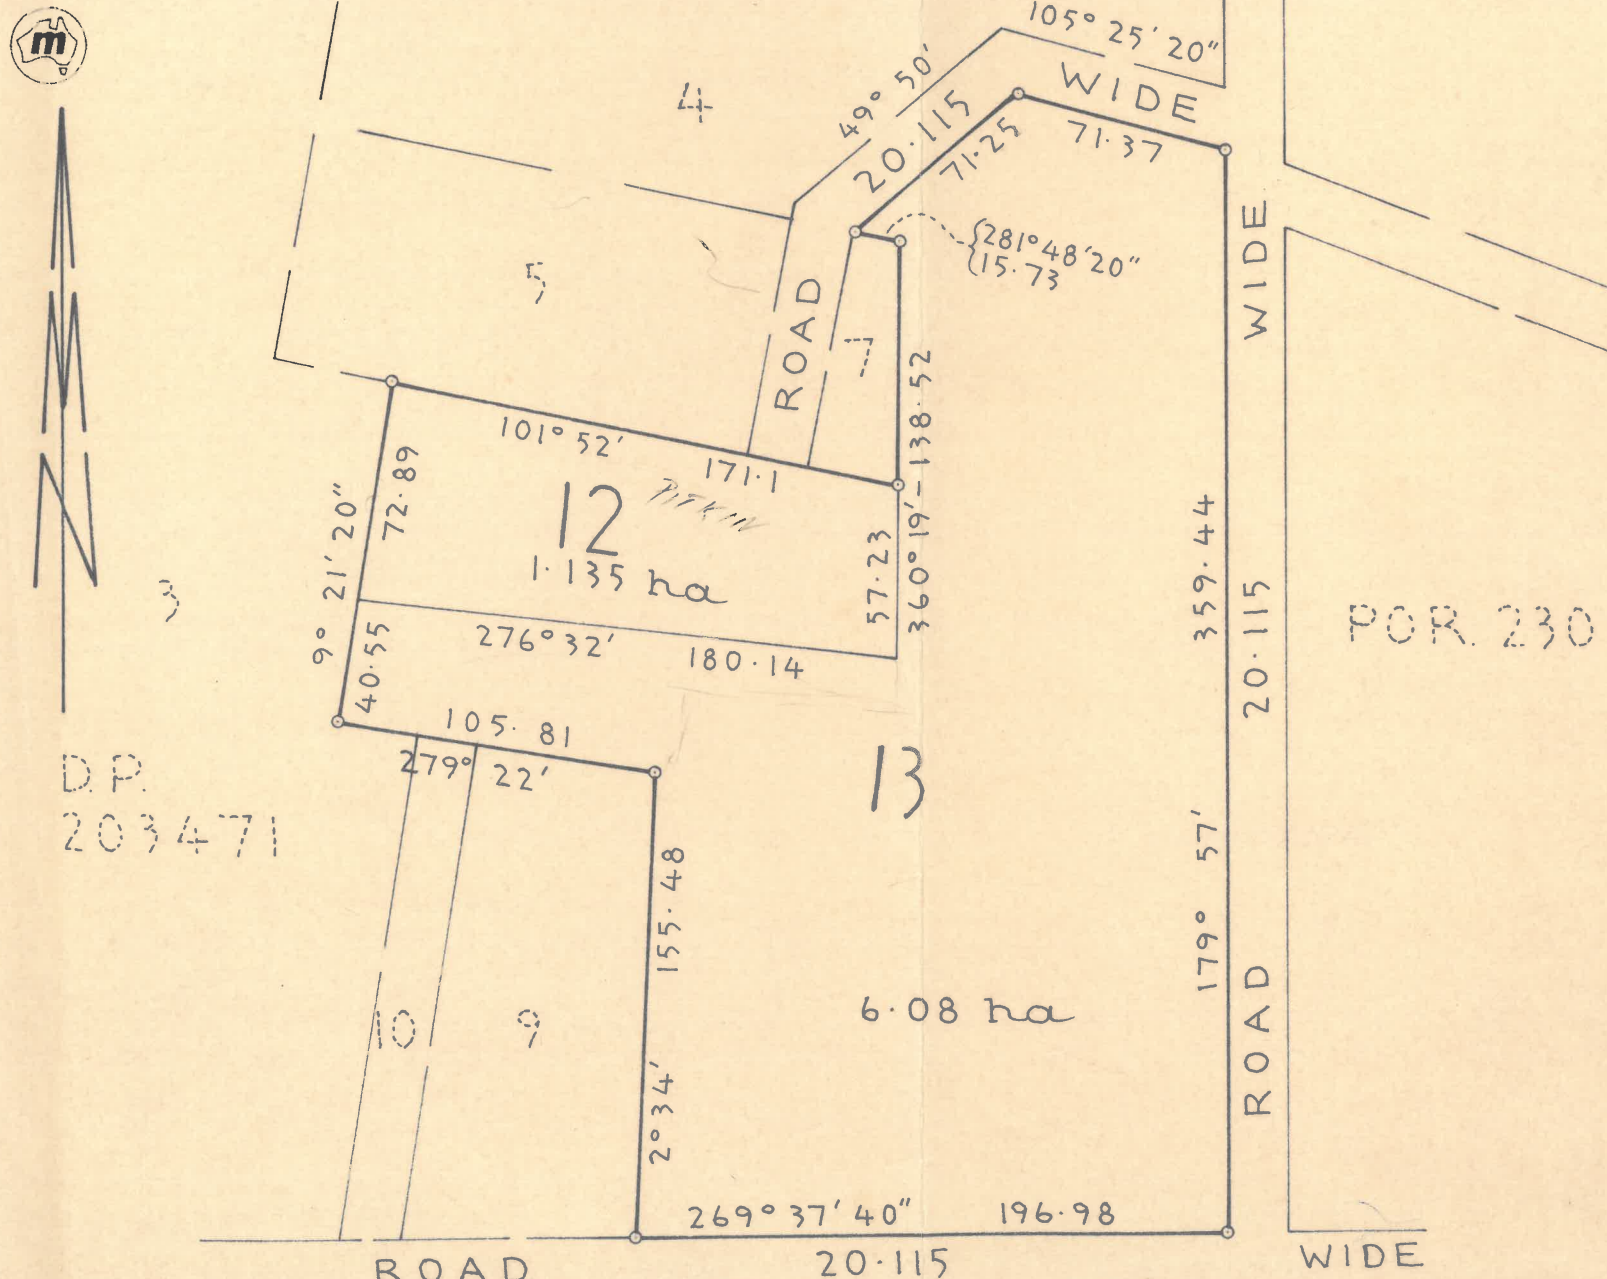 m
105° 25' 20"
49° 50'
20·115
WIDE
4
71·25
71·37
{281° 48' 20"
15·73
5
ROAD
7
WIDE
101° 52'
171·1
360° 19' – 138·52
72·89
12
PITKIN
1·135 ha
57·23
359·44
9° 21' 20"
3
276° 32'
180·14
20·115
POR. 230
40·55
105·81
279° 22'
13
D.P.
203471
155·48
179° 57'
10
9
6·08 ha
ROAD
2° 34'
269° 37' 40"
196·98
ROAD
20·115
WIDE